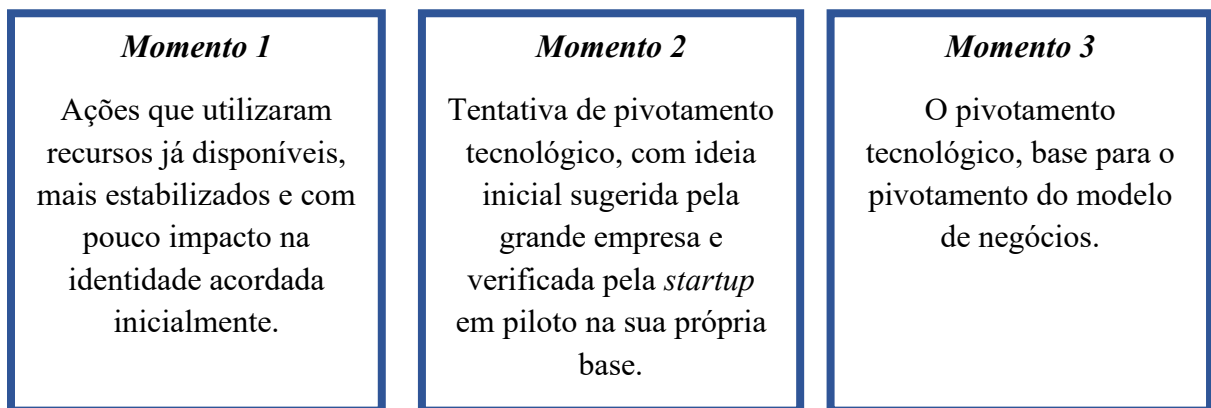 Momento 1
Ações que utilizaram
recursos já disponíveis,
mais estabilizados e com
pouco impacto na
identidade acordada
inicialmente.
Momento 2
Tentativa de pivotamento
tecnológico, com ideia
inicial sugerida pela
grande empresa e
verificada pela startup
em piloto na sua própria
base.
Momento 3
O pivotamento
tecnológico, base para o
pivotamento do modelo
de negócios.